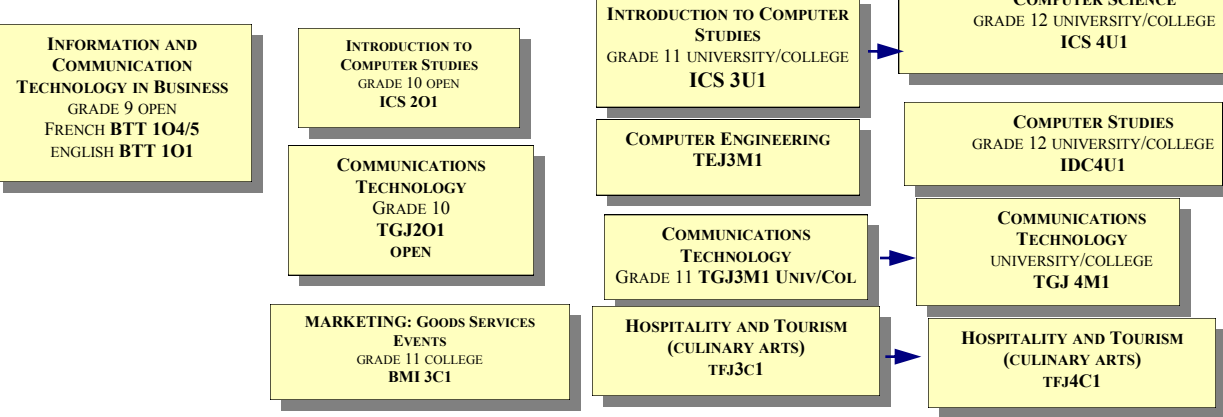 INFORMATION AND
COMMUNICATION
TECHNOLOGY IN BUSINESS
GRADE 9 OPEN
FRENCH BTT 1O4/5
ENGLISH BTT 1O1
INTRODUCTION TO
COMPUTER STUDIES
GRADE 10 OPEN
ICS 2O1
COMMUNICATIONS
TECHNOLOGY
GRADE 10
TGJ2O1
OPEN
MARKETING: GOODS SERVICES
EVENTS
GRADE 11 COLLEGE
BMI 3C1
INTRODUCTION TO COMPUTER
STUDIES
GRADE 11 UNIVERSITY/COLLEGE
ICS 3U1
COMPUTER ENGINEERING
TEJ3M1
COMMUNICATIONS
TECHNOLOGY
GRADE 11 TGJ3M1 UNIV/COL
HOSPITALITY AND TOURISM
(CULINARY ARTS)
TFJ3C1
COMPUTER SCIENCE
GRADE 12 UNIVERSITY/COLLEGE
ICS 4U1
COMPUTER STUDIES
GRADE 12 UNIVERSITY/COLLEGE
IDC4U1
COMMUNICATIONS
TECHNOLOGY
UNIVERSITY/COLLEGE
TGJ 4M1
HOSPITALITY AND TOURISM
(CULINARY ARTS)
TFJ4C1